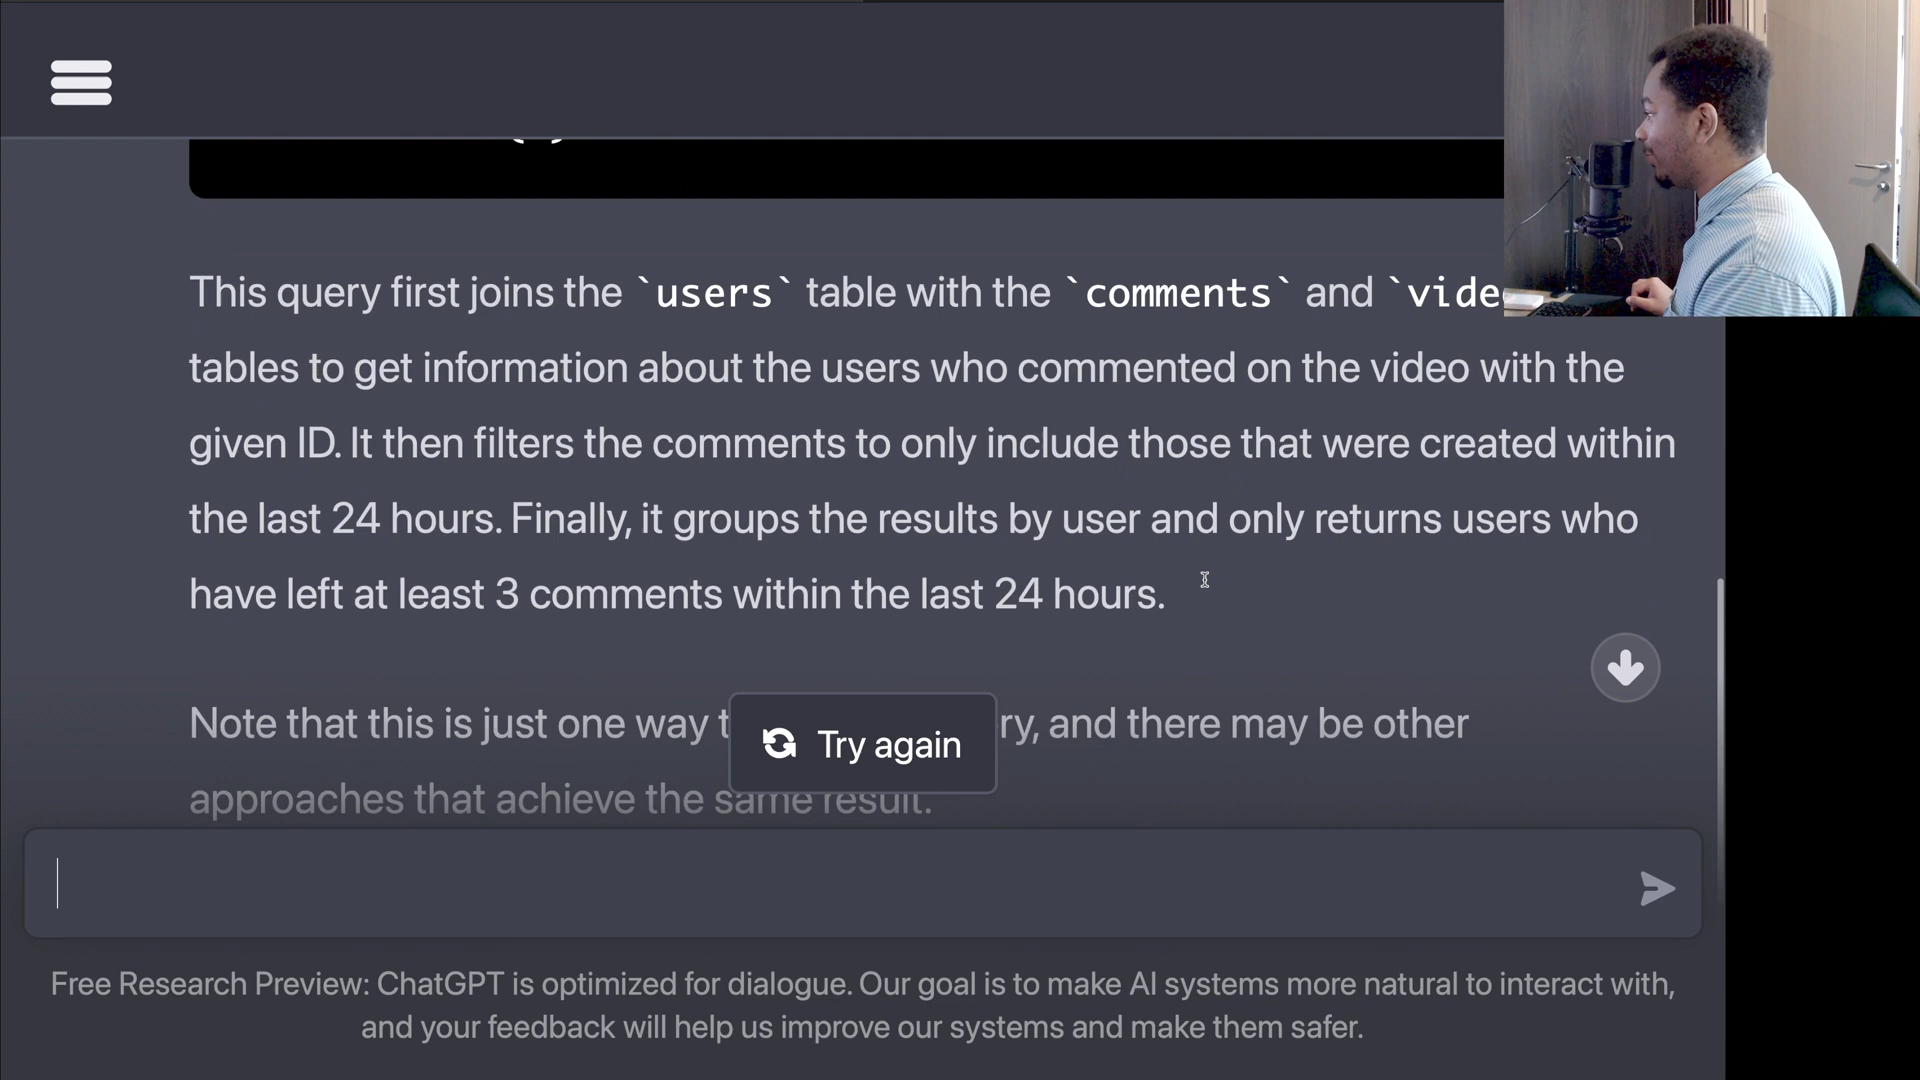 This query first joins the `users` table with the `comments` and `vide
tables to get information about the users who commented on the video with the
given ID. It then filters the comments to only include those that were created within
the last 24 hours. Finally, it groups the results by user and only returns users who
have left at least 3 comments within the last 24 hours.
Note that this is just one way t ry, and there may be other
Try again
approaches that achieve the same result.
Free Research Preview: ChatGPT is optimized for dialogue. Our goal is to make AI systems more natural to interact with,
and your feedback will help us improve our systems and make them safer.